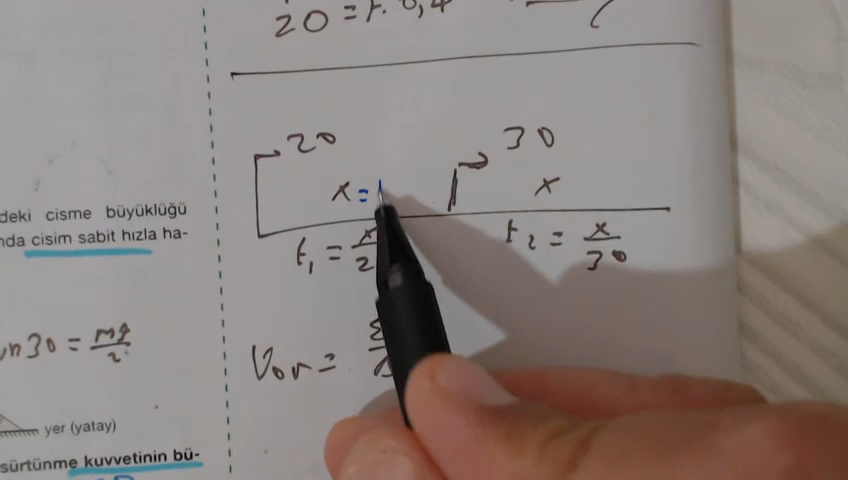 20 = F. 0,4
20
30
x =
x
t₁ = x/2
t₂ = x/30
Vor =
deki cisme büyüklüğü
nda cisim sabit hızla ha-
n30 = mg/2
yer (yatay)
sürtünme kuvvetinin bü-